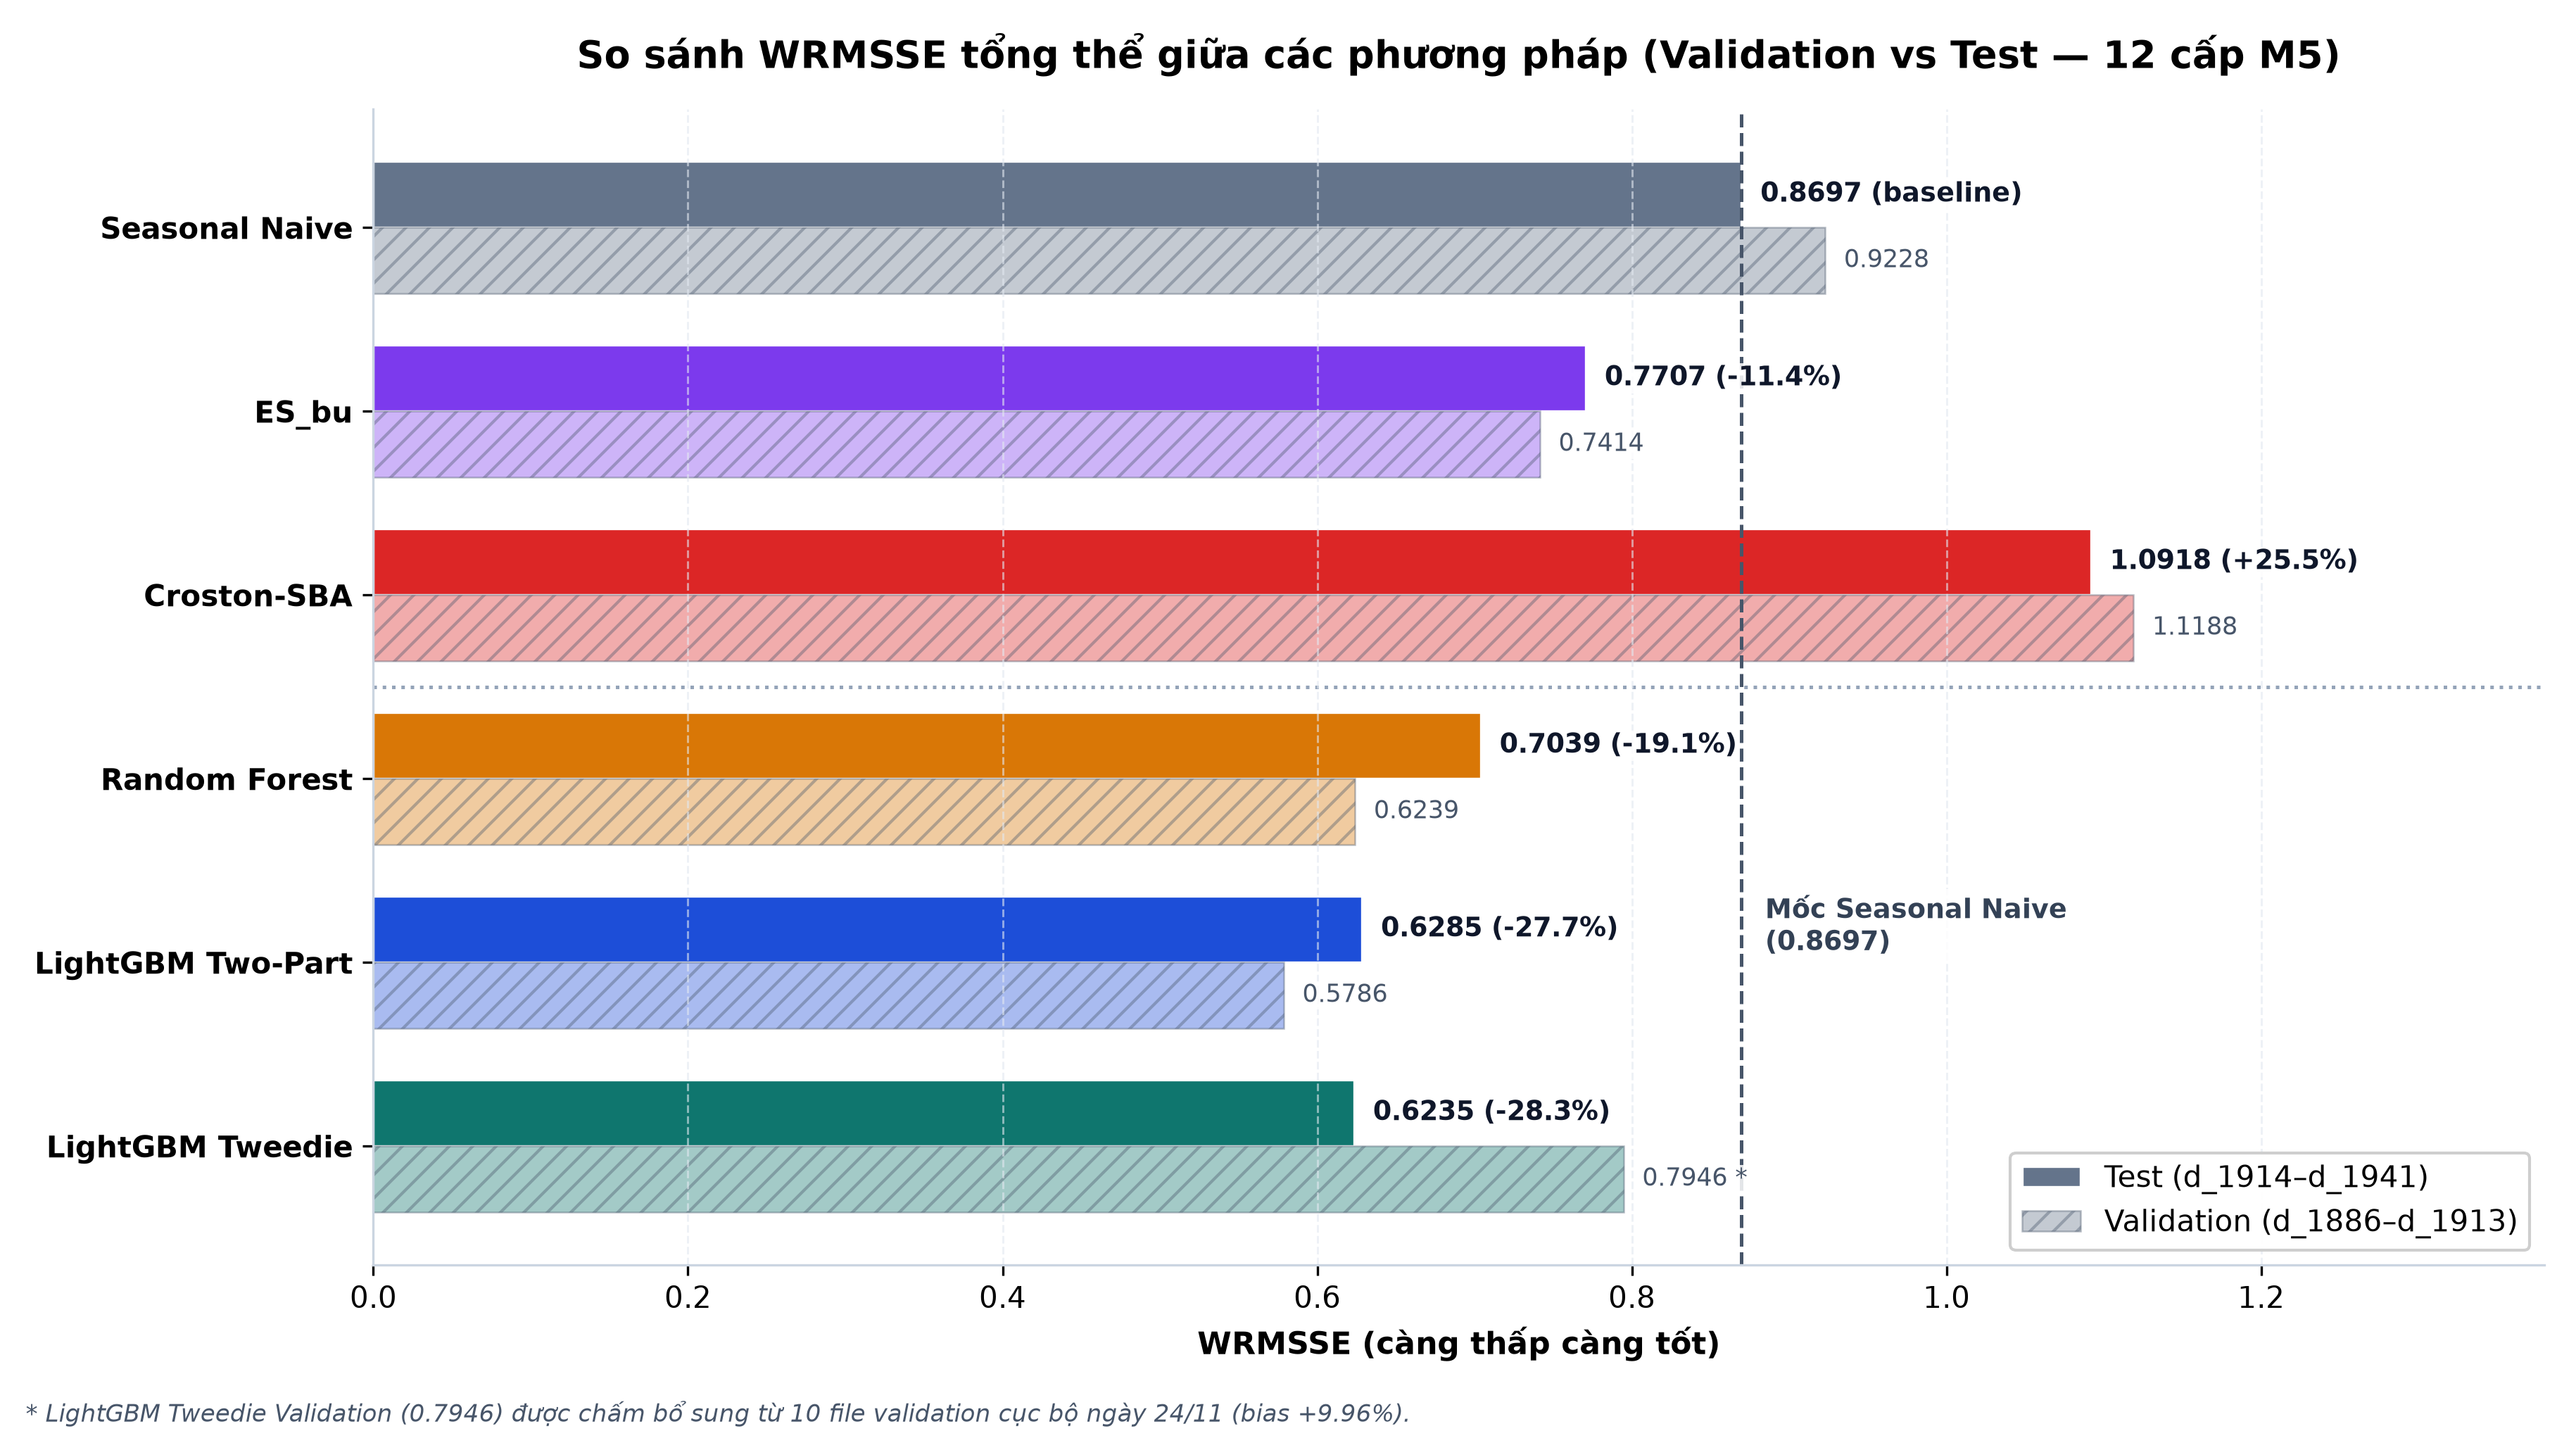 So sánh WRMSSE tổng thể giữa các phương pháp (Validation vs Test — 12 cấp M5)
Seasonal Naive
0.8697 (baseline)
0.9228
ES_bu
0.7707 (-11.4%)
0.7414
Croston-SBA
1.0918 (+25.5%)
1.1188
Random Forest
0.7039 (-19.1%)
0.6239
LightGBM Two-Part
0.6285 (-27.7%)
0.5786
Mốc Seasonal Naive
(0.8697)
LightGBM Tweedie
0.6235 (-28.3%)
0.7946 *
Test (d_1914–d_1941)
Validation (d_1886–d_1913)
0.0 0.2 0.4 0.6 0.8 1.0 1.2
WRMSSE (càng thấp càng tốt)
* LightGBM Tweedie Validation (0.7946) được chấm bổ sung từ 10 file validation cục bộ ngày 24/11 (bias +9.96%).